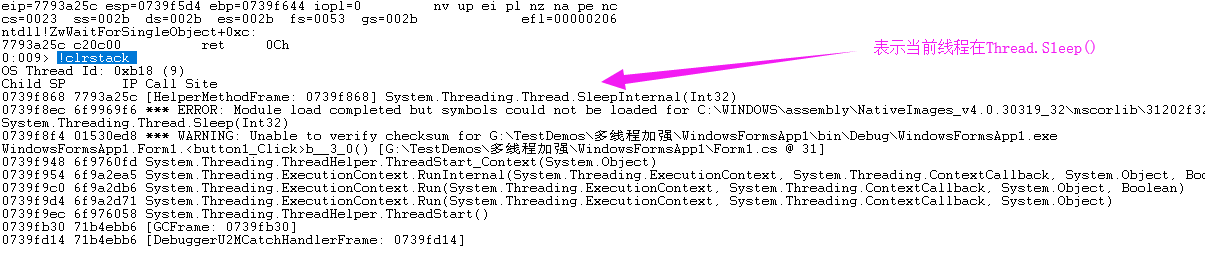 eip=7793a25c esp=0739f5d4 ebp=0739f644 iopl=0         nv up ei pl nz na pe nc
cs=0023  ss=002b  ds=002b  es=002b  fs=0053  gs=002b             efl=00000206
ntdll!ZwWaitForSingleObject+0xc:
7793a25c c20c00          ret     0Ch
表示当前线程在Thread.Sleep()
0:009> !clrstack
OS Thread Id: 0xb18 (9)
Child SP       IP Call Site
0739f868 7793a25c [HelperMethodFrame: 0739f868] System.Threading.Thread.SleepInternal(Int32)
0739f8ec 6f9969f6 *** ERROR: Module load completed but symbols could not be loaded for C:\WINDOWS\assembly\NativeImages_v4.0.30319_32\mscorlib\31202f32
System.Threading.Thread.Sleep(Int32)
0739f8f4 01530ed8 *** WARNING: Unable to verify checksum for G:\TestDemos\多线程加强\WindowsFormsApp1\bin\Debug\WindowsFormsApp1.exe
WindowsFormsApp1.Form1.<button1_Click>b__3_0() [G:\TestDemos\多线程加强\WindowsFormsApp1\Form1.cs @ 31]
0739f948 6f9760fd System.Threading.ThreadHelper.ThreadStart_Context(System.Object)
0739f954 6f9a2ea5 System.Threading.ExecutionContext.RunInternal(System.Threading.ExecutionContext, System.Threading.ContextCallback, System.Object, Boo
0739f9c0 6f9a2db6 System.Threading.ExecutionContext.Run(System.Threading.ExecutionContext, System.Threading.ContextCallback, System.Object, Boolean)
0739f9d4 6f9a2d71 System.Threading.ExecutionContext.Run(System.Threading.ExecutionContext, System.Threading.ContextCallback, System.Object)
0739f9ec 6f976058 System.Threading.ThreadHelper.ThreadStart()
0739fb30 71b4ebb6 [GCFrame: 0739fb30]
0739fd14 71b4ebb6 [DebuggerU2MCatchHandlerFrame: 0739fd14]